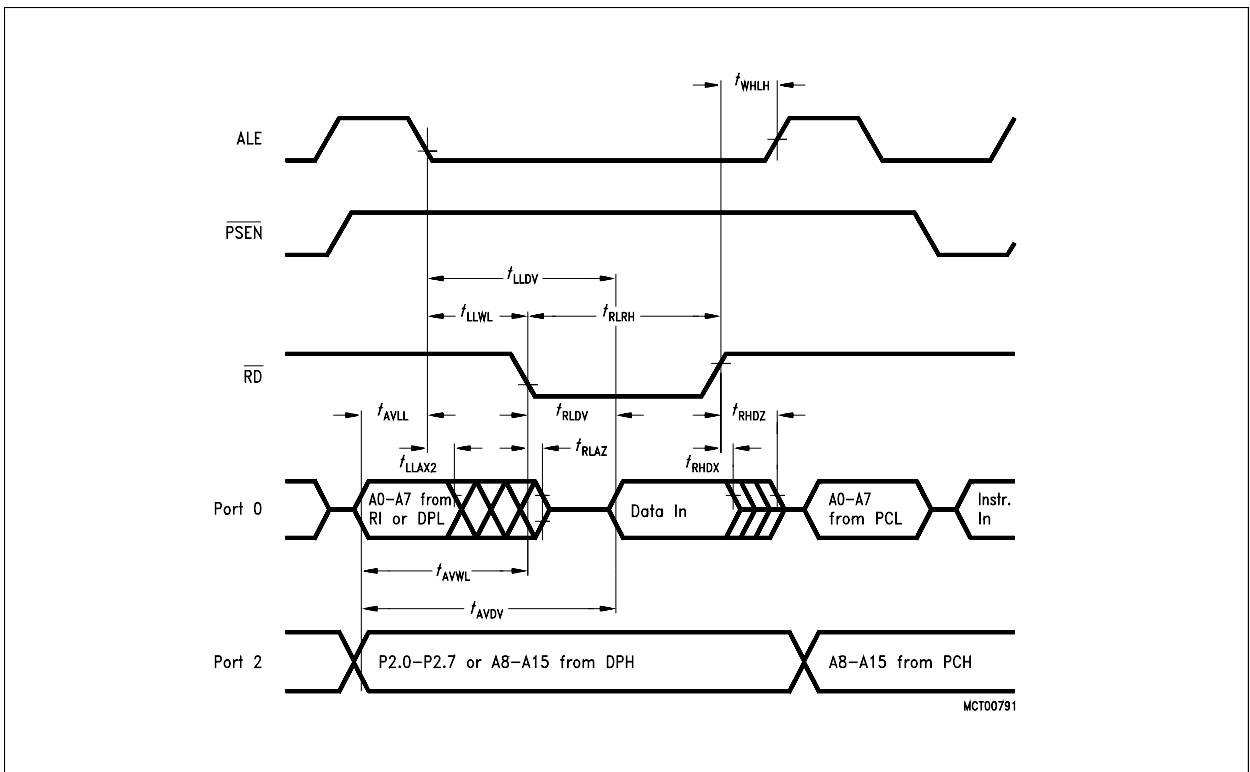 tWHLH
ALE
PSEN
tLLDV
tLLWL
tRLRH
RD
tAVLL
tRLDV
tRHDZ
tLLAX2
tRLAZ
tRHDX
Port 0
A0-A7 from
RI or DPL
Data In
A0-A7
from PCL
Instr.
In
tAVWL
tAVDV
Port 2
P2.0-P2.7 or A8-A15 from DPH
A8-A15 from PCH
MCT00791